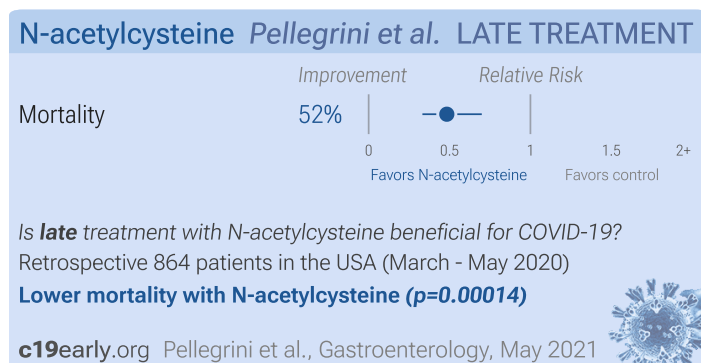 N-acetylcysteine Pellegrini et al. LATE TREATMENT
Improvement Relative Risk
Mortality 52%
0 0.5 1 1.5 2+
Favors N-acetylcysteine Favors control
Is late treatment with N-acetylcysteine beneficial for COVID-19?
Retrospective 864 patients in the USA (March - May 2020)
Lower mortality with N-acetylcysteine (p=0.00014)
c19early.org Pellegrini et al., Gastroenterology, May 2021